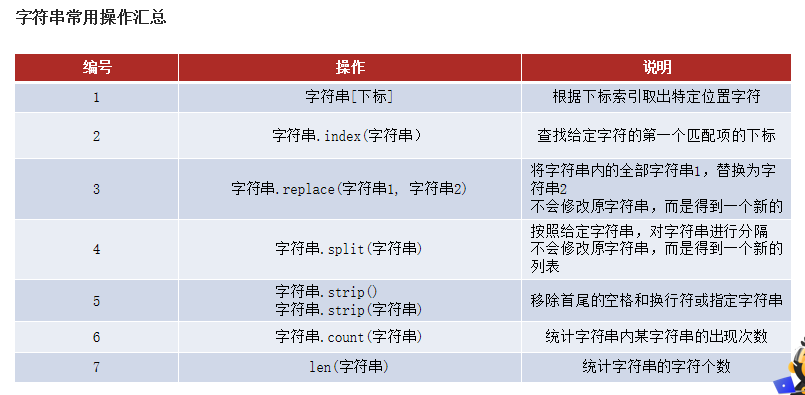 字符串常用操作汇总
编号 操作 说明
1 字符串[下标] 根据下标索引取出特定位置字符
2 字符串.index(字符串) 查找给定字符的第一个匹配项的下标
3 字符串.replace(字符串1, 字符串2) 将字符串内的全部字符串1，替换为字
符串2
不会修改原字符串，而是得到一个新的
4 字符串.split(字符串) 按照给定字符串，对字符串进行分隔
不会修改原字符串，而是得到一个新的
列表
5 字符串.strip()
字符串.strip(字符串) 移除首尾的空格和换行符或指定字符串
6 字符串.count(字符串) 统计字符串内某字符串的出现次数
7 len(字符串) 统计字符串的字符个数